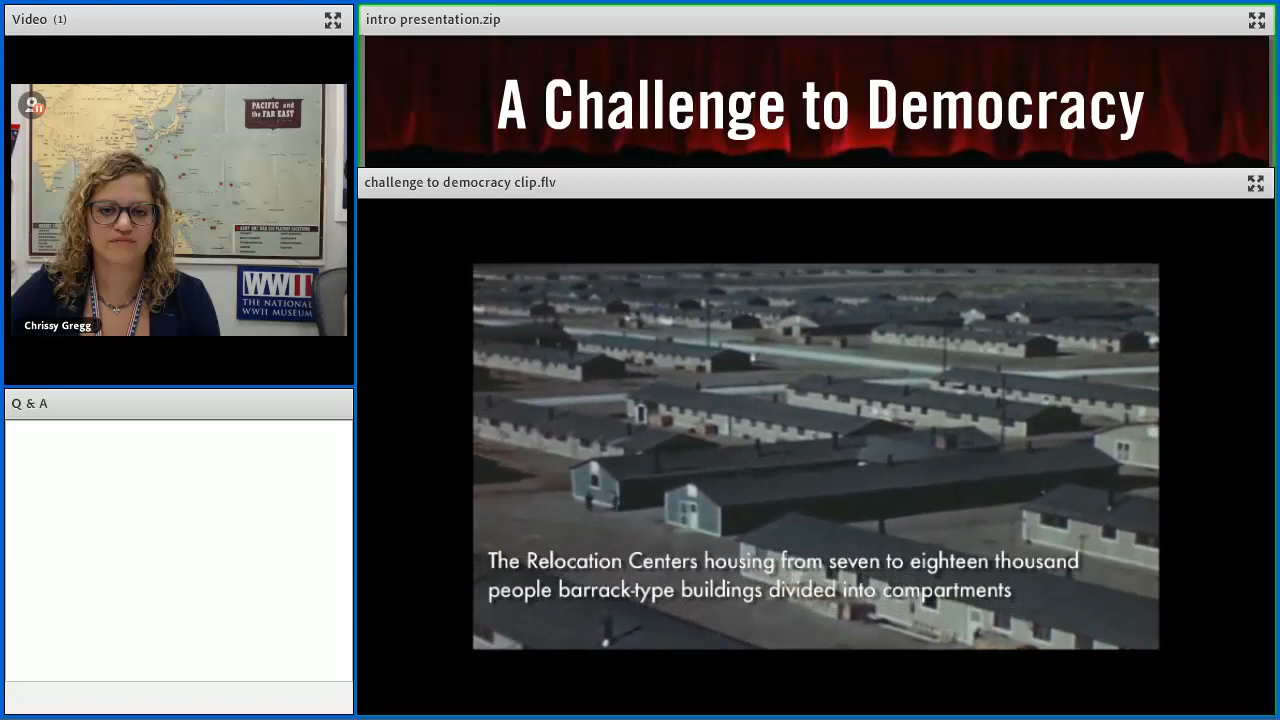 Video (1)
PACIFIC and
the FAR EAST
WWII
THE NATIONAL
WWII MUSEUM
Chrissy Gregg
Q & A
intro presentation.zip
A Challenge to Democracy
challenge to democracy clip.flv
The Relocation Centers housing from seven to eighteen thousand
people barrack-type buildings divided into compartments